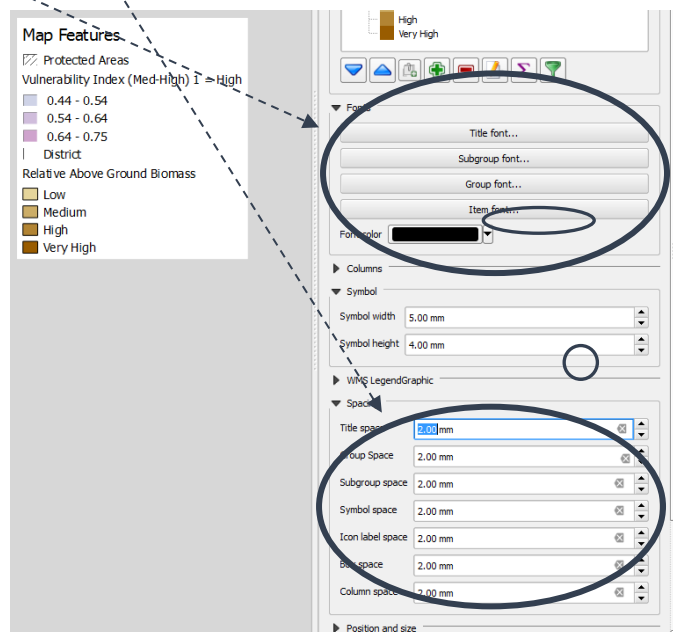 Map Features
Protected Areas
Vulnerability Index (Med-High) 1 = High
0.44 - 0.54
0.54 - 0.64
0.64 - 0.75
District
Relative Above Ground Biomass
Low
Medium
High
Very High
High
Very High
Fonts
Title font...
Subgroup font...
Group font...
Item font...
Font color
Columns
Symbol
Symbol width 5.00 mm
Symbol height 4.00 mm
WMS LegendGraphic
Spacing
Title space 2.00 mm
Group Space 2.00 mm
Subgroup space 2.00 mm
Symbol space 2.00 mm
Icon label space 2.00 mm
Box space 2.00 mm
Column space 2.00 mm
Position and size